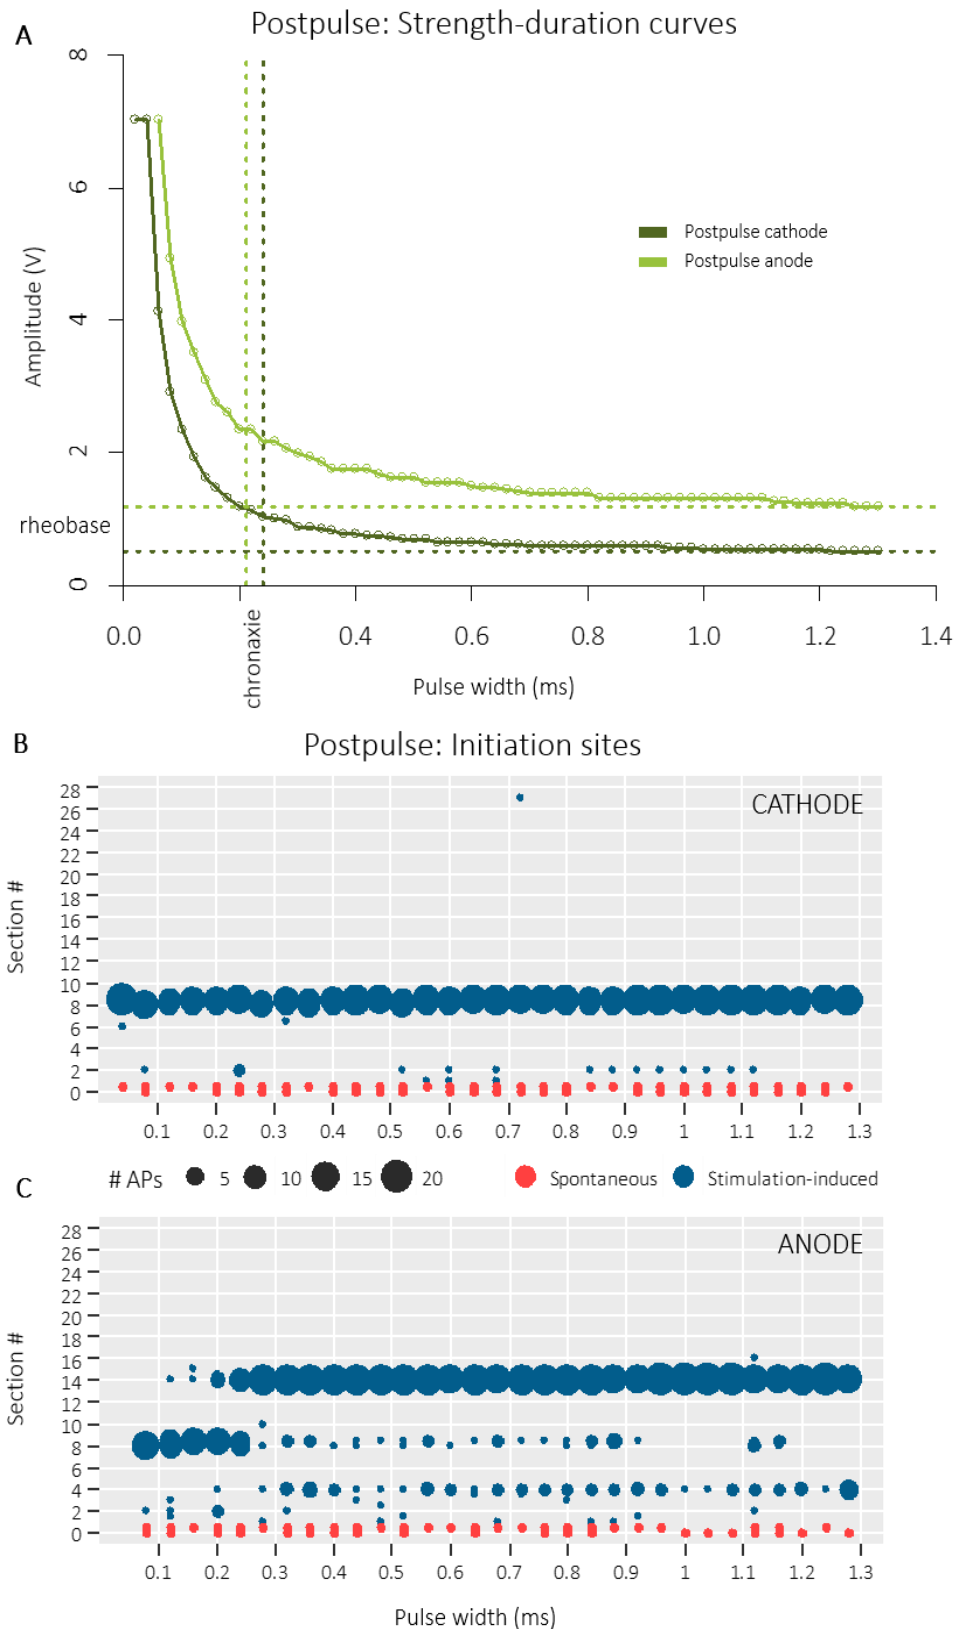 A
Postpulse: Strength-duration curves
8
6
4
2
0
Amplitude (V)
rheobase
Postpulse cathode
Postpulse anode
0.0
0.4
0.6
0.8
1.0
1.2
1.4
chronaxie
Pulse width (ms)
B
Postpulse: Initiation sites
CATHODE
28
26
24
22
20
18
16
14
12
10
8
6
4
2
0
Section #
0.1 0.2 0.3 0.4 0.5 0.6 0.7 0.8 0.9 1 1.1 1.2 1.3
# APs 5 10 15 20 Spontaneous Stimulation-induced
C
ANODE
28
26
24
22
20
18
16
14
12
10
8
6
4
2
0
Section #
0.1 0.2 0.3 0.4 0.5 0.6 0.7 0.8 0.9 1 1.1 1.2 1.3
Pulse width (ms)